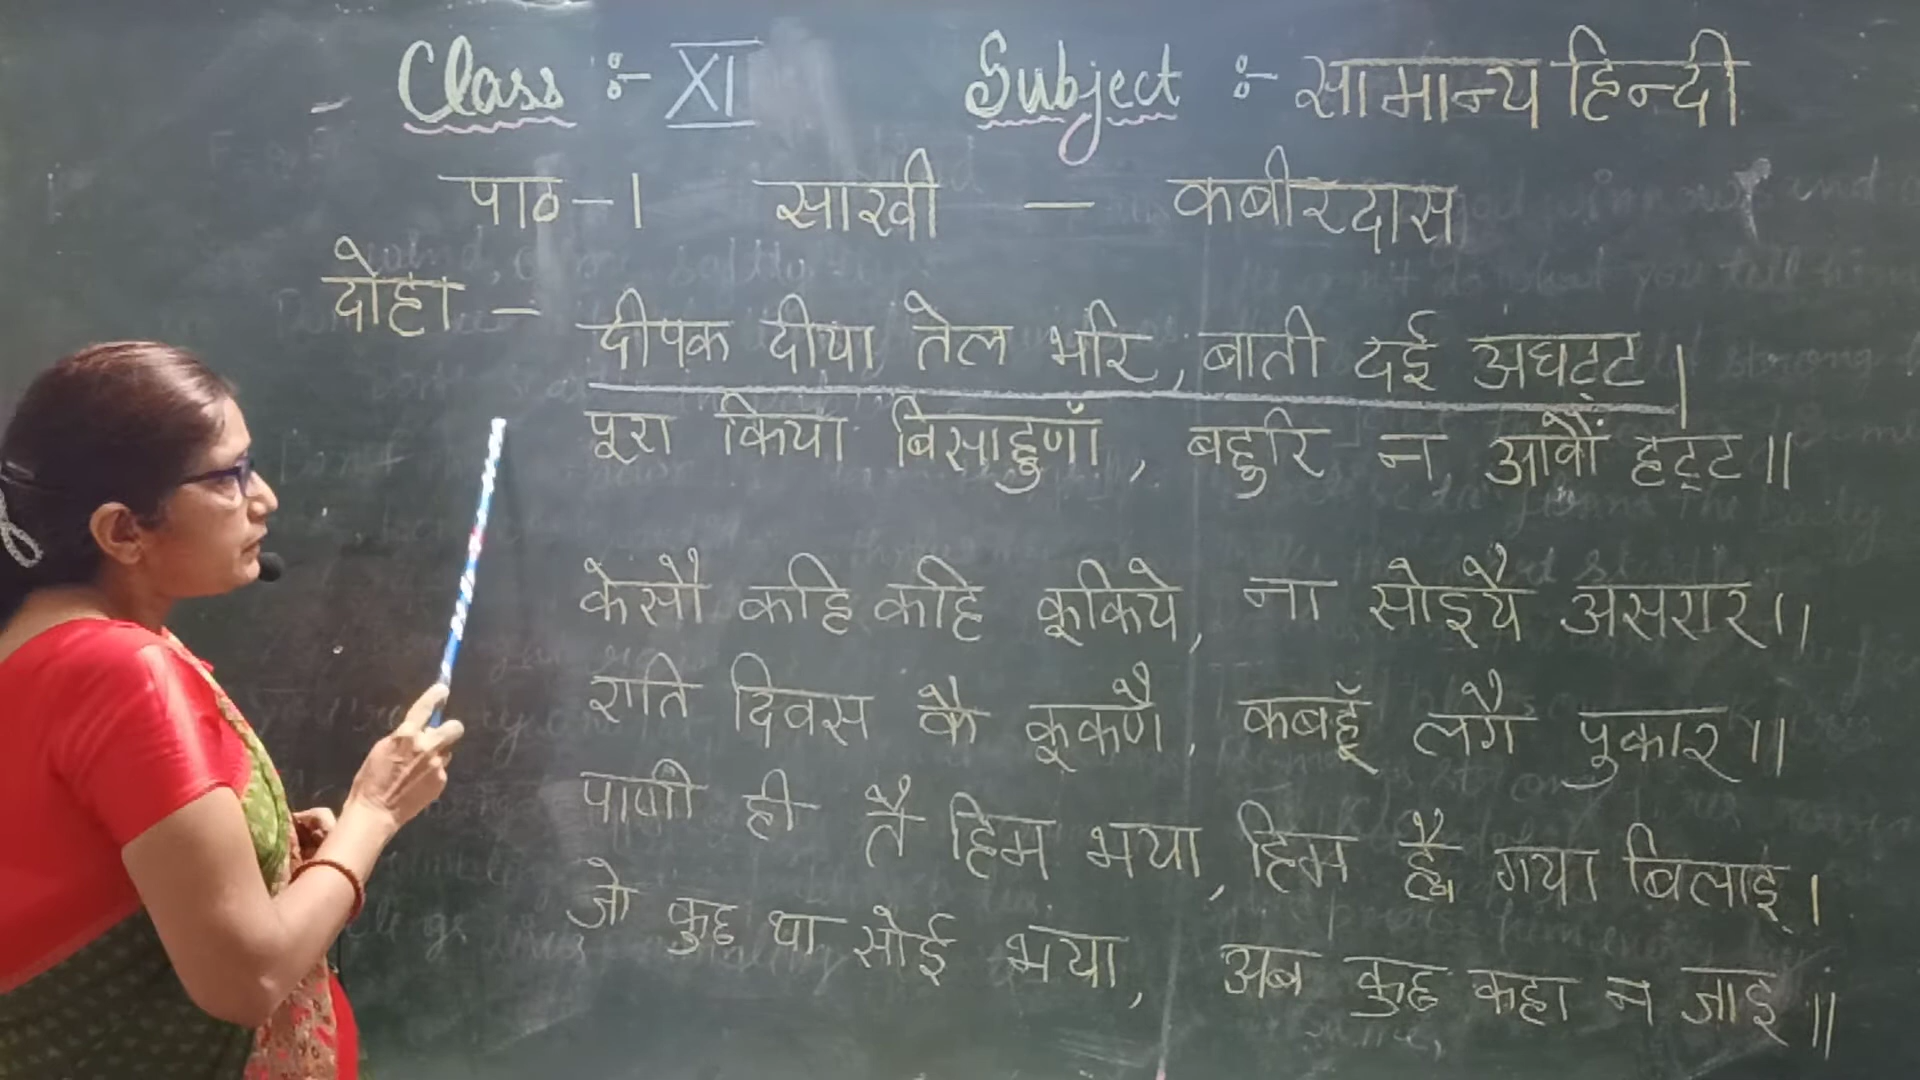 Class :- XI Subject :- सामान्य हिन्दी
पाठ-1 साखी - कबीरदास
दोहा -
दीपक दीया तेल भरि, बाती दई अघट्ट।
पूरा किया बिसाहुणाँ, बहुरि न आवौं हट्ट॥
केसौ कहि कहि कूकिये, ना सोइयै असरार।।
राति दिवस कै कूकणै, कबहूँ लगै पुकार॥
पाणी ही तै हिम भया, हिम ह्वै गया बिलाइ।
जो कुछ था सोई भया, अब कुछ कहा न जाइ॥